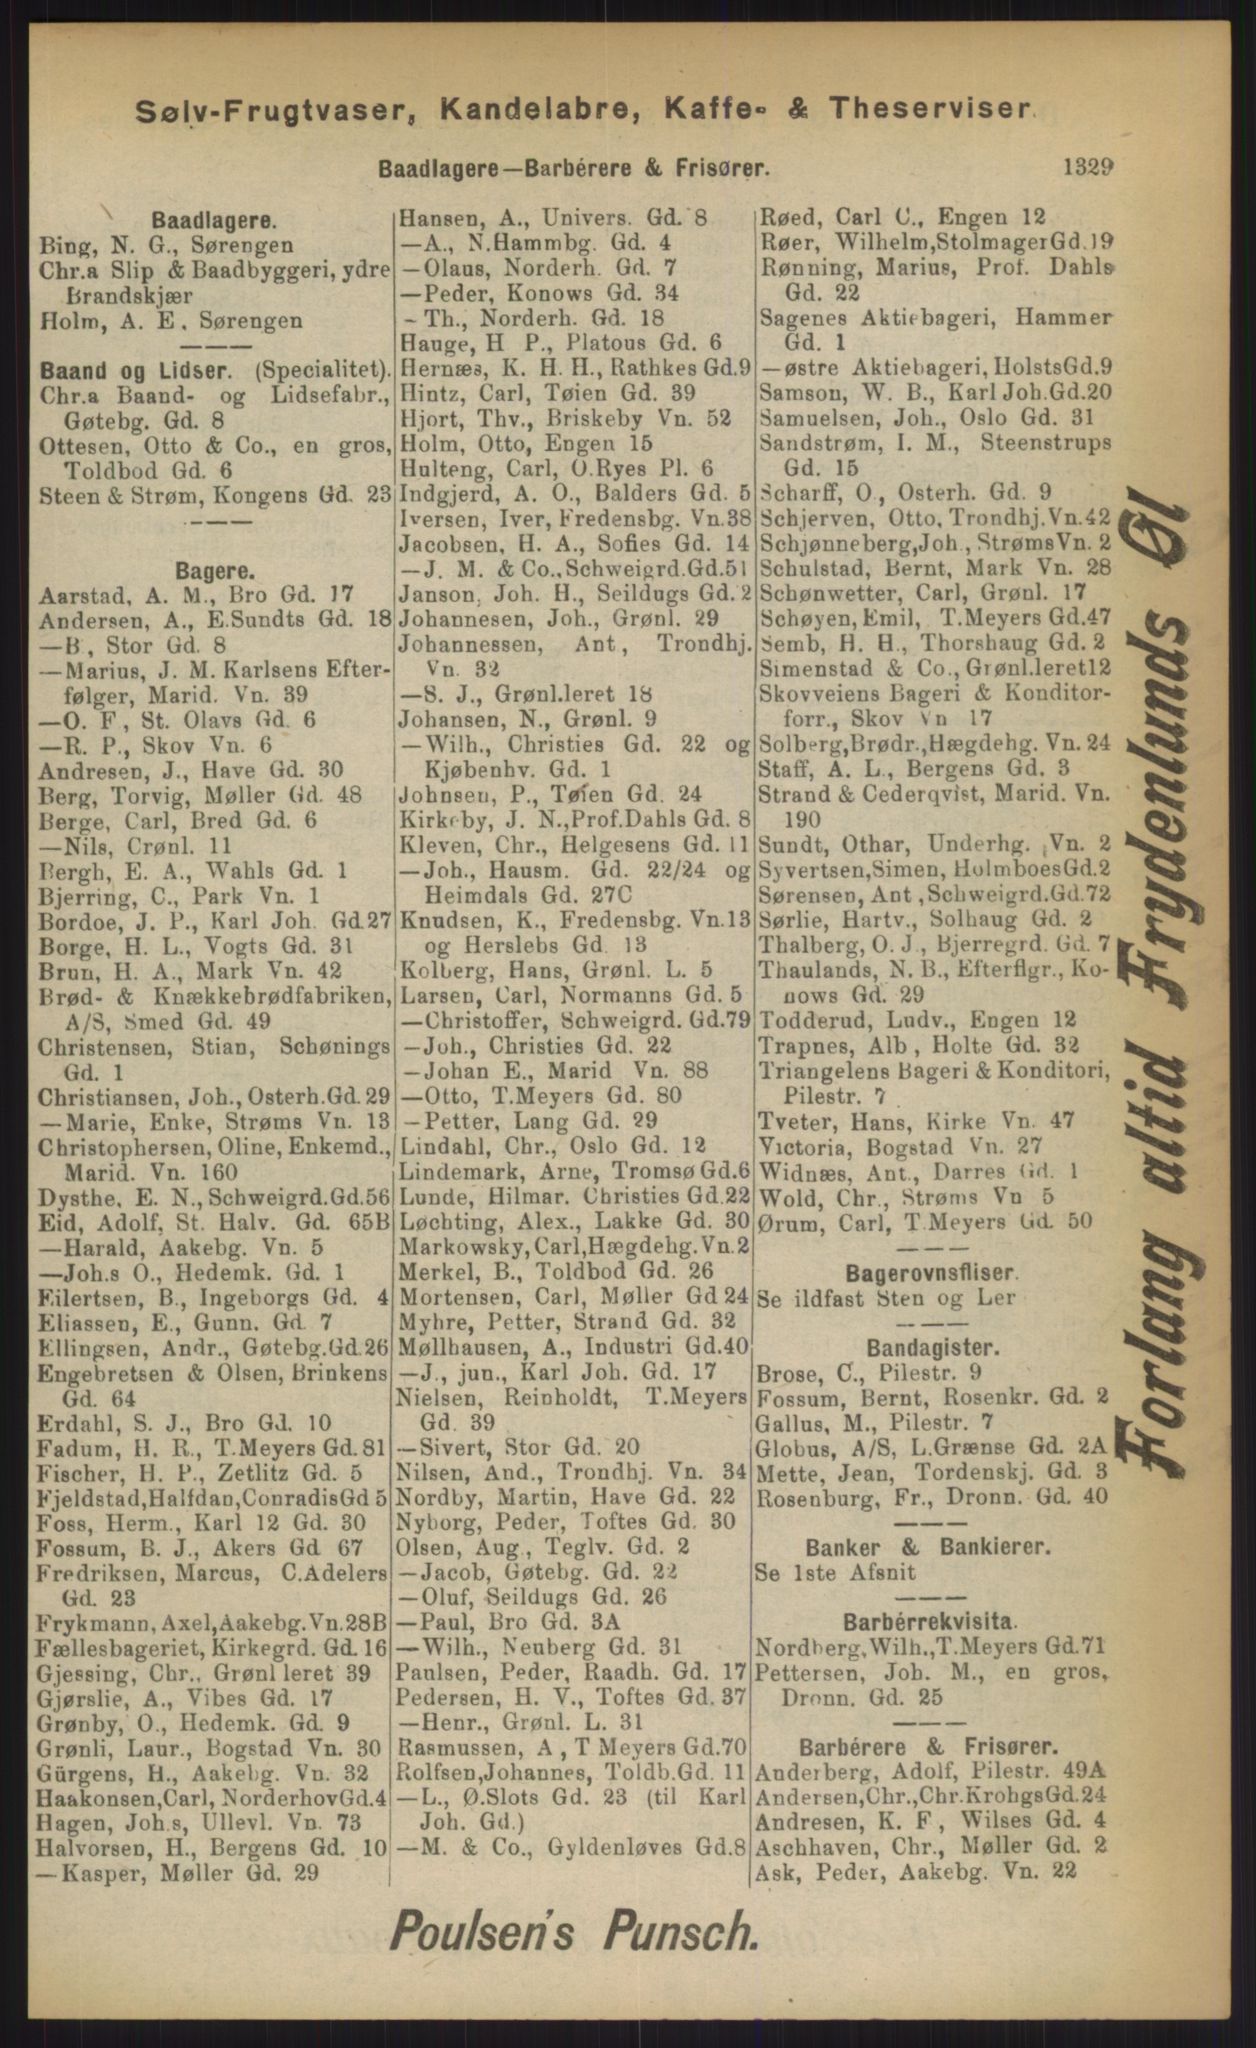 Sølv-Frugtvaser, Kandelabre, Kaffe- & Theserviser.
Baadlagere—Barbérere & Frisører.
1329
Baadlagere.
Bing, N. G., Sørengen
Chr.a Slip & Baadbyggeri, ydre
Brandskjær
Holm, A. E. Sørengen
Baand og Lidser. (Specialitet).
Chr.a Baand- og Lidsefabr.,
Gøtebg. Gd. 8
Ottesen, Otto & Co., en gros,
Toldbod Gd. 6
Steen & Strøm, Kongens Gd. 23
Bagere.
Aarstad, A. M., Bro Gd. 17
Andersen, A., E.Sundts Gd. 18
—B, Stor Gd. 8
—Marius, J. M. Karlsens Efter-
følger, Marid. Vn. 39
—O. F, St. Olavs Gd. 6
—R. P., Skov Vn. 6
Andresen, J., Have Gd. 30
Berg, Torvig, Møller Gd. 48
Berge, Carl, Bred Gd. 6
—Nils, Crønl. 11
Bergh, E. A., Wahls Gd. 1
Bjerring, C., Park Vn. 1
Bordoe, J. P., Karl Joh. Gd.27
Borge, H. L., Vogts Gd. 31
Brun, H. A., Mark Vn. 42
Brød- & Knækkebrødfabriken,
A/S, Smed Gd. 49
Christensen, Stian, Schønings
Gd. 1
Christiansen, Joh., Osterh.Gd.29
—Marie, Enke, Strøms Vn. 13
Christophersen, Oline, Enkemd.,
Marid. Vn. 160
Dysthe, E. N., Schweigrd.Gd.56
Eid, Adolf, St. Halv. Gd. 65B
—Harald, Aakebg. Vn. 5
—Joh.s O., Hedemk. Gd. 1
Eilertsen, B., Ingeborgs Gd. 4
Eliassen, E., Gunn. Gd. 7
Ellingsen, Andr., Gøtebg.Gd.26
Engebretsen & Olsen, Brinkens
Gd. 64
Erdahl, S. J., Bro Gd. 10
Fadum, H. R., T.Meyers Gd.81
Fischer, H. P., Zetlitz Gd. 5
Fjeldstad,Halfdan,ConradisGd 5
Foss, Herm., Karl 12 Gd. 30
Fossum, B. J., Akers Gd 67
Fredriksen, Marcus, C.Adelers
Gd. 23
Frykmann, Axel,Aakebg.Vn.28B
Fællesbageriet, Kirkegrd. Gd. 16
Gjessing, Chr., Grønl leret 39
Gjørslie, A., Vibes Gd. 17
Grønby, O., Hedemk. Gd. 9
Grønli, Laur., Bogstad Vn. 30
Gürgens, H., Aakebg. Vn. 32
Haakonsen,Carl, NorderhovGd.4
Hagen, Joh.s, Ullevl. Vn. 73
Halvorsen, H., Bergens Gd. 10
—Kasper, Møller Gd. 29
Hansen, A., Univers. Gd. 8
—A., N.Hammbg. Gd. 4
—Olaus, Norderh. Gd. 7
—Peder, Konows Gd. 34
- Th., Norderh. Gd. 18
Hauge, H P., Platous Gd. 6
Hernæs, K. H. H., Rathkes Gd.9
Hintz, Carl, Tøien Gd. 39
Hjort, Thv., Briskeby Vn. 52
Holm, Otto, Engen 15
Hulteng, Carl, O.Ryes Pl. 6
Indgjerd, A. O., Balders Gd. 5
Iversen, Iver, Fredensbg. Vn.38
Jacobsen, H. A., Sofies Gd. 14
—J. M. & Co., Schweigrd.Gd.51
Janson, Joh. H., Seildugs Gd. 2
Johannesen, Joh., Grønl. 29
Johannessen, Ant, Trondhj.
Vn. 32
—S. J., Grønl.leret 18
Johansen, N., Grønl. 9
—Wilh., Christies Gd. 22 og
Kjøbenhv. Gd. 1
Johnsen, P., Tøien Gd. 24
Kirkeby, J. N.,Prof.Dahls Gd. 8
Kleven, Chr., Helgesens Gd. 11
—Joh., Hausm. Gd. 22/24 og
Heimdals Gd. 27C
Knudsen, K., Fredensbg. Vn.13
og Herslebs Gd. 13
Kolberg, Hans, Grønl. L. 5
Larsen, Carl, Normanns Gd. 5
—Christoffer, Schweigrd. Gd.79
—Joh., Christies Gd. 22
—Johan E., Marid Vn. 88
—Otto, T.Meyers Gd. 80
—Petter, Lang Gd. 29
Lindahl, Chr., Oslo Gd. 12
Lindemark, Arne, Tromsø Gd.6
Lunde, Hilmar. Christies Gd.22
Løchting, Alex., Lakke Gd. 30
Markowsky, Carl,Hægdehg.Vn.2
Merkel, B., Toldbod Gd. 26
Mortensen, Carl, Møller Gd 24
Myhre, Petter, Strand Gd. 32
Møllhausen, A., Industri Gd.40
—J., jun., Karl Joh. Gd. 17
Nielsen, Reinholdt, T.Meyers
Gd. 39
—Sivert, Stor Gd. 20
Nilsen, And., Trondhj. Vn. 34
Nordby, Martin, Have Gd. 22
Nyborg, Peder, Toftes Gd. 30
Olsen, Aug., Teglv. Gd. 2
—Jacob, Gøtebg. Gd. 22
—Oluf, Seildugs Gd. 26
—Paul, Bro Gd. 3A
—Wilh., Neuberg Gd. 31
Paulsen, Peder, Raadh. Gd. 17
Pedersen, H. V., Toftes Gd. 37
—Henr., Grønl. L. 31
Rasmussen, A, T Meyers Gd.70
Rolfsen,Johannes, Toldb.Gd. 11
—L., Ø.Slots Gd. 23 (til Karl
Joh. Gd.)
—M. & Co., Gyldenløves Gd.8
Røed, Carl C., Engen 12
Røer, Wilhelm,StolmagerGd.19
Rønning, Marius, Prof. Dahls
Gd. 22
Sagenes Aktiebageri, Hammer
Gd. 1
—østre Aktiebageri, HolstsGd.9
Samson, W. B., Karl Joh.Gd.20
Samuelsen, Joh., Oslo Gd. 31
Sandstrøm, I. M., Steenstrups
Gd. 15
Scharff, O, Osterh. Gd. 9
Schjerven, Otto, Trondhj.Vn.42
Schjønneberg,Joh., StrømsVn. 2
Schulstad, Bernt, Mark Vn. 28
Schønwetter, Carl, Grønl. 17
Schøyen, Emil, T.Meyers Gd.47
Semb, H. H., Thorshaug Gd. 2
Simenstad & Co., Grønl.leret12
Skovveiens Bageri & Konditor-
forr., Skov Vn 17
Solberg,Brødr.,Hægdehg. Vn. 24
Staff, A. L., Bergens Gd. 3
Strand & Cederqvist, Marid. Vn.
190
Sundt, Othar, Underhg. Vn. 2
Syvertsen,Simen, HolmboesGd.2
Sørensen, Ant, Schweigrd.Gd.72
Sørlie, Hartv., Solhaug Gd. 2
Thalberg, O. J., Bjerregrd. Gd. 7
Thaulands, N. B., Efterflgr., Ko-
nows Gd. 29
Todderud, Ludv., Engen 12
Trapnes, Alb, Holte Gd. 32
Triangelens Bageri & Konditori,
Pilestr. 7
Tveter, Hans, Kirke Vn. 47
Victoria, Bogstad Vn. 27
Widnæs, Ant., Darres Gd. 1
Wold, Chr., Strøms Vn 5
Ørum, Carl, T.Meyers Gd. 50
Bagerovnsfliser.
Se ildfast Sten og Ler
Bandagister.
Brose, C., Pilestr. 9
Fossum, Bernt, Rosenkr. Gd. 2
Gallus, M., Pilestr. 7
Globus, A/S, L.Grænse Gd. 2A
Mette, Jean, Tordenskj. Gd. 3
Rosenburg, Fr., Dronn. Gd. 40
Banker & Bankierer.
Se 1ste Afsnit
Barbérrekvisita.
Nordberg, Wilh.,T.Meyers Gd.71
Pettersen, Joh. M., en gros,
Dronn. Gd. 25
Barbérere & Frisører.
Anderberg, Adolf, Pilestr. 49A
Andersen,Chr.,Chr.KrohgsGd.24
Andresen, K. F, Wilses Gd. 4
Aschhaven, Chr., Møller Gd. 2
Ask, Peder, Aakebg. Vn. 22
Forlang altid Frydenlunds Øl
Poulsen's Punsch.